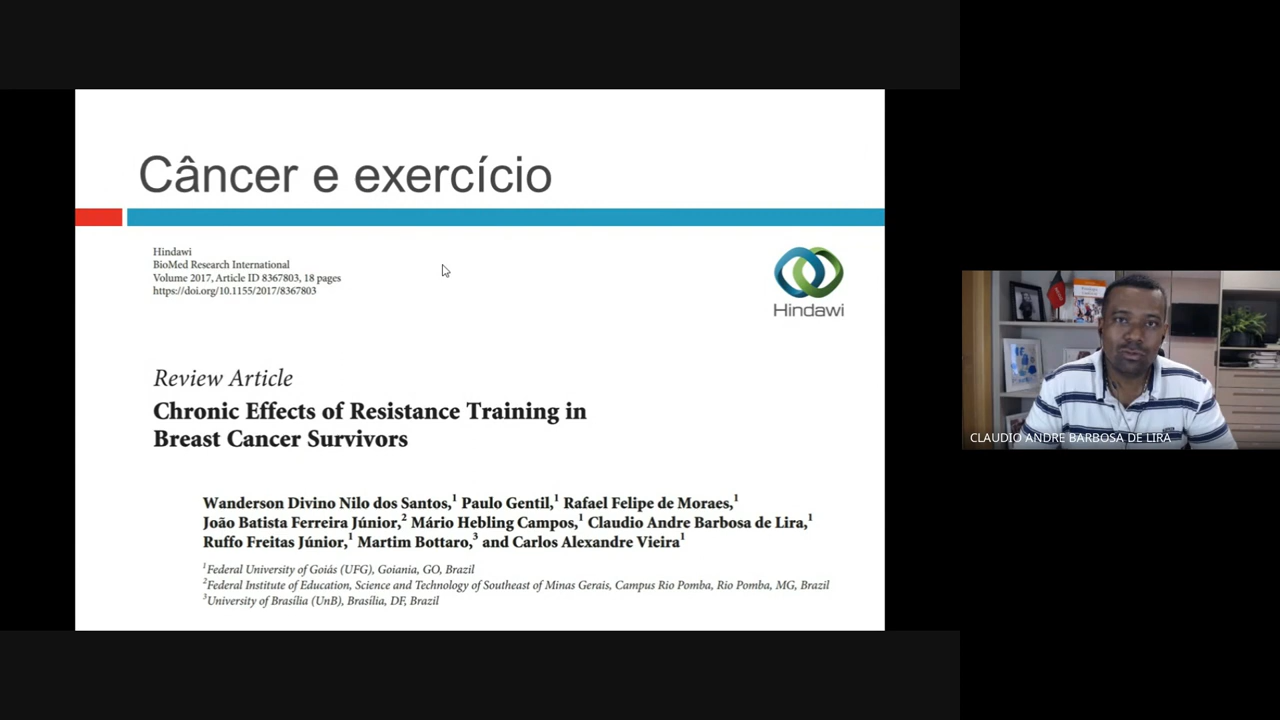 Câncer e exercício
Hindawi
BioMed Research International
Volume 2017, Article ID 8367803, 18 pages
https://doi.org/10.1155/2017/8367803
Hindawi
Review Article
Chronic Effects of Resistance Training in
Breast Cancer Survivors
Wanderson Divino Nilo dos Santos,¹ Paulo Gentil,¹ Rafael Felipe de Moraes,¹
João Batista Ferreira Júnior,² Mário Hebling Campos,¹ Claudio Andre Barbosa de Lira,¹
Ruffo Freitas Júnior,¹ Martim Bottaro,³ and Carlos Alexandre Vieira¹
¹Federal University of Goiás (UFG), Goiania, GO, Brazil
²Federal Institute of Education, Science and Technology of Southeast of Minas Gerais, Campus Rio Pomba, Rio Pomba, MG, Brazil
³University of Brasília (UnB), Brasília, DF, Brazil
CLAUDIO ANDRE BARBOSA DE LIRA